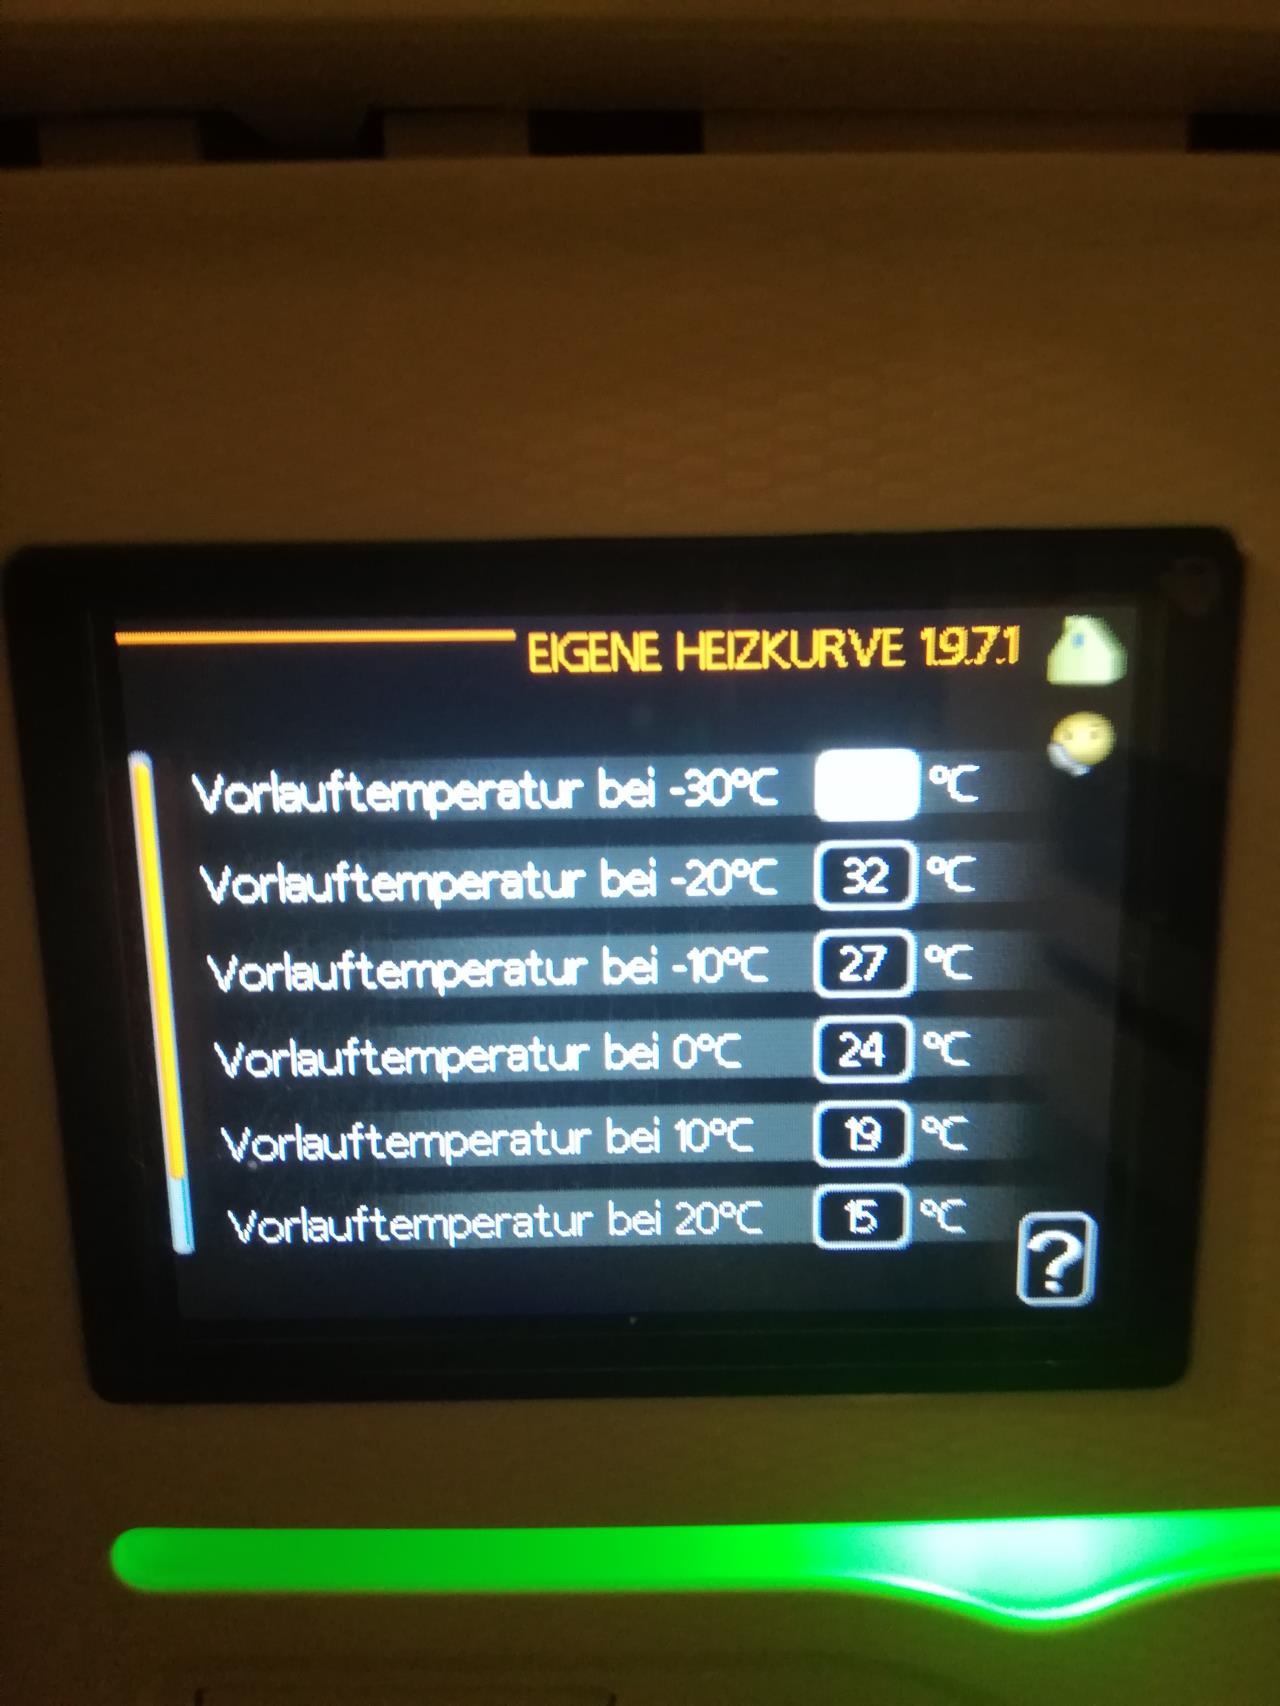 EIGENE HEIZKURVE 1.9.7.1
Vorlauftemperatur bei -30°C °C
Vorlauftemperatur bei -20°C 32 °C
Vorlauftemperatur bei -10°C 27 °C
Vorlauftemperatur bei 0°C 24 °C
Vorlauftemperatur bei 10°C 19 °C
Vorlauftemperatur bei 20°C 15 °C
?